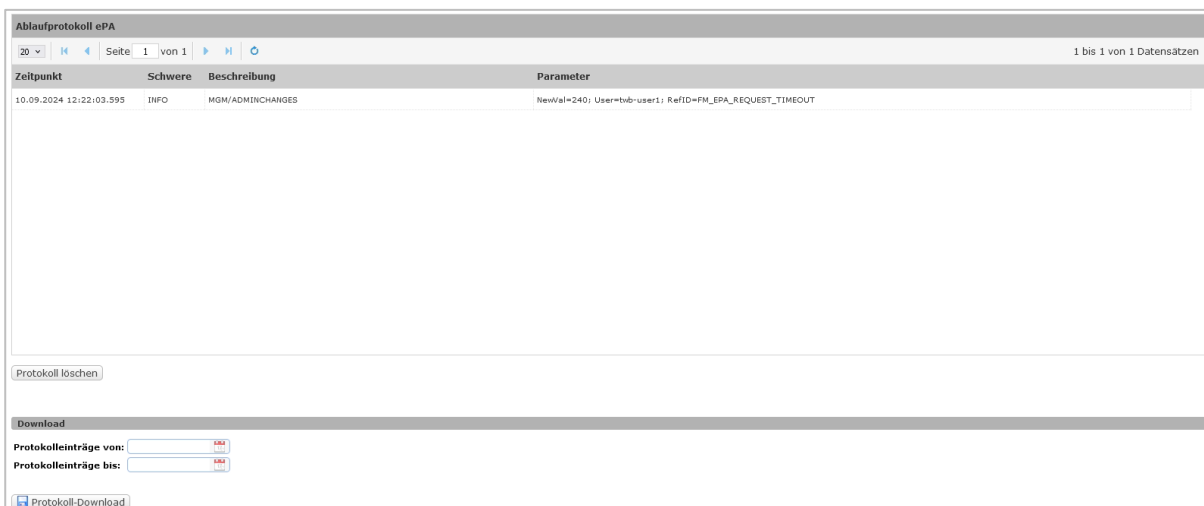 Ablaufprotokoll ePA
20 Seite 1 von 1 1 bis 1 von 1 Datensätzen
Zeitpunkt Schwere Beschreibung Parameter
10.09.2024 12:22:03.595 INFO MGM/ADMINCHANGES NewVal=240; User=twb-user1; RefID=FM_EPA_REQUEST_TIMEOUT
Protokoll löschen
Download
Protokolleinträge von:
Protokolleinträge bis:
Protokoll-Download